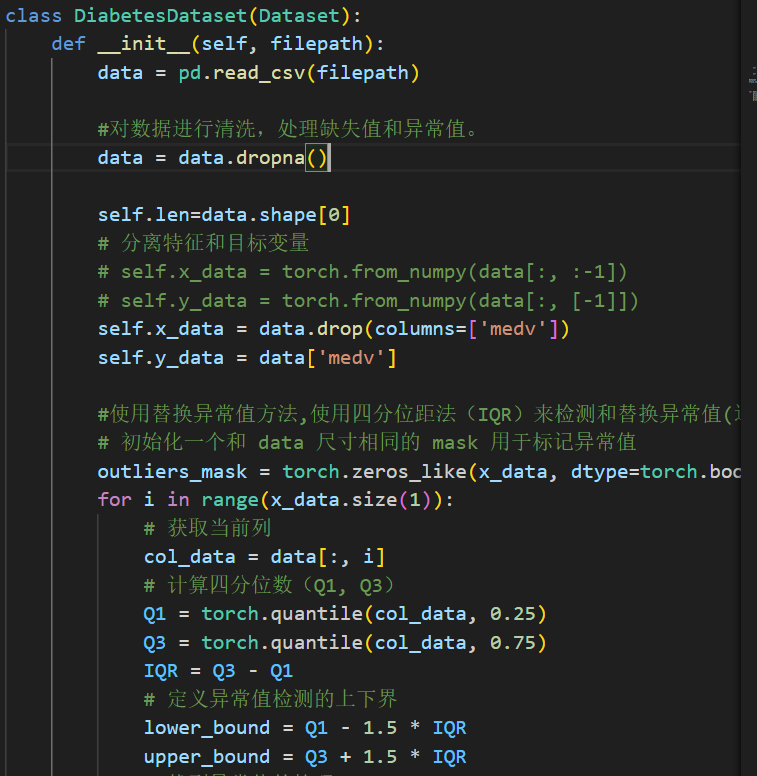 class DiabetesDataset(Dataset):
def __init__(self, filepath):
data = pd.read_csv(filepath)
#对数据进行清洗，处理缺失值和异常值。
data = data.dropna()
self.len=data.shape[0]
# 分离特征和目标变量
# self.x_data = torch.from_numpy(data[:, :-1])
# self.y_data = torch.from_numpy(data[:, [-1]])
self.x_data = data.drop(columns=['medv'])
self.y_data = data['medv']
#使用替换异常值方法,使用四分位距法（IQR）来检测和替换异常值(
# 初始化一个和 data 尺寸相同的 mask 用于标记异常值
outliers_mask = torch.zeros_like(x_data, dtype=torch.boo
for i in range(x_data.size(1)):
# 获取当前列
col_data = data[:, i]
# 计算四分位数（Q1, Q3）
Q1 = torch.quantile(col_data, 0.25)
Q3 = torch.quantile(col_data, 0.75)
IQR = Q3 - Q1
# 定义异常值检测的上下界
lower_bound = Q1 - 1.5 * IQR
upper_bound = Q3 + 1.5 * IQR